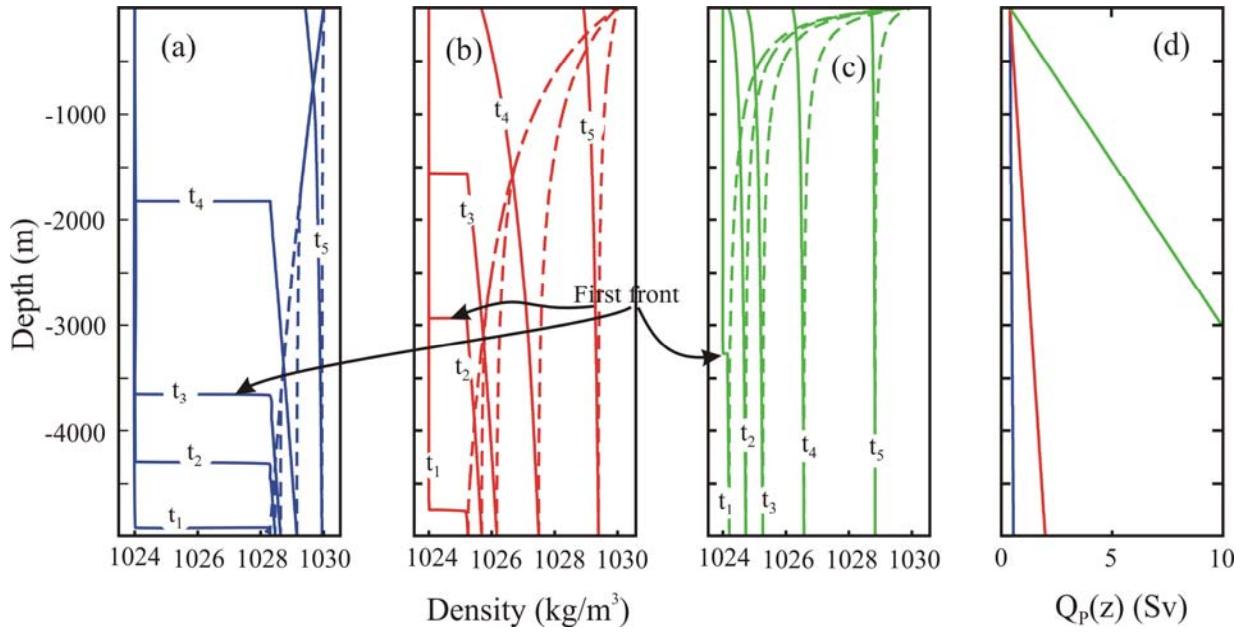 (a)
(b)
(c)
(d)
Depth (m)
-1000
-2000
-3000
-4000
t4
t5
t3
t2
t1
t4
t5
t3
t2
t1
First front
t2
t4
t5
t1
t3
1024 1026 1028 1030
1024 1026 1028 1030
1024 1026 1028 1030
0 5 10
Density (kg/m³)
Qₚ(z) (Sv)